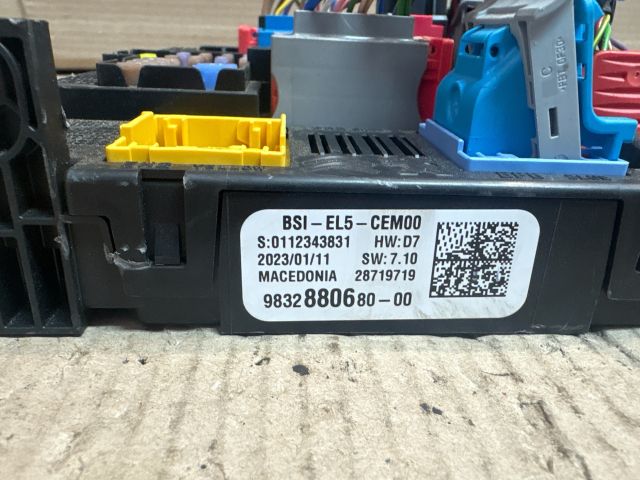 BSI-EL5-CEM00
S:0112343831 HW:D7
2023/01/11 SW:7.10
MACEDONIA 28719719
9832880680-00